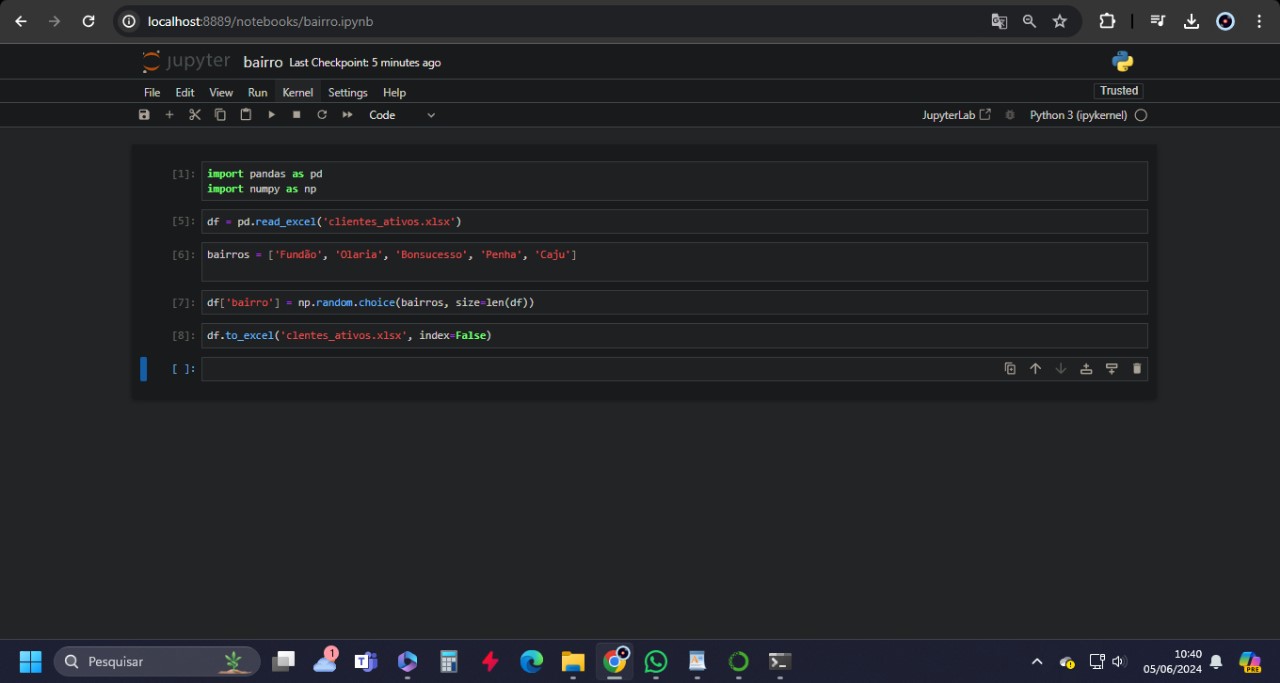 localhost:8889/notebooks/bairro.ipynb
jupyter bairro Last Checkpoint: 5 minutes ago
File Edit View Run Kernel Settings Help
Trusted
Code
JupyterLab
Python 3 (ipykernel)
[1]: import pandas as pd
import numpy as np
[5]: df = pd.read_excel('clientes_ativos.xlsx')
[6]: bairros = ['Fundão', 'Olaria', 'Bonsucesso', 'Penha', 'Caju']
[7]: df['bairro'] = np.random.choice(bairros, size=len(df))
[8]: df.to_excel('clentes_ativos.xlsx', index=False)
[ ]:
Pesquisar
1
10:40
05/06/2024
PRE